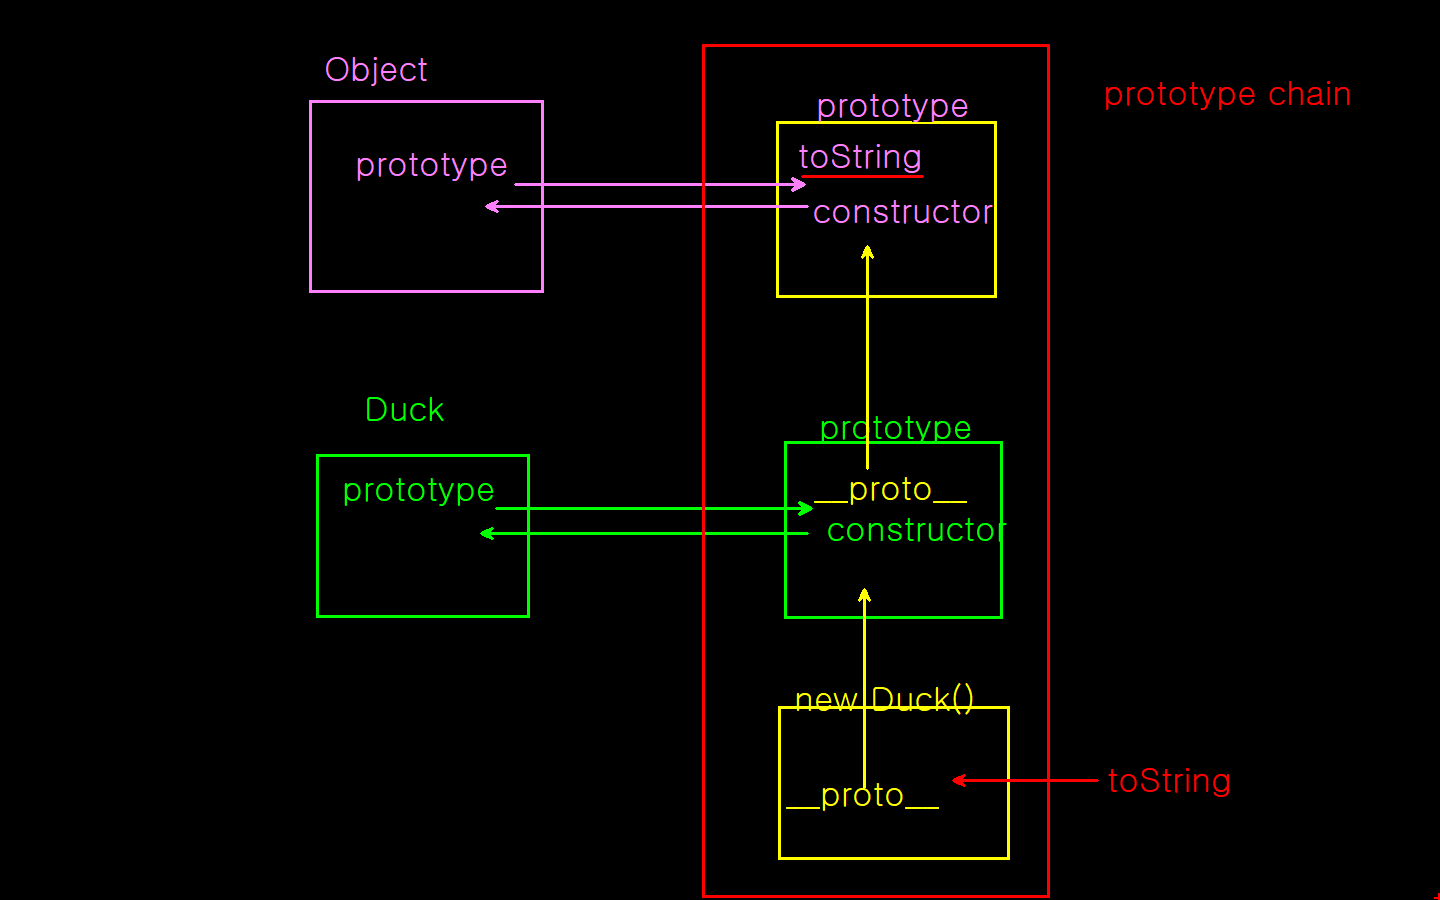 Object
prototype
prototype
toString
constructor
prototype chain
Duck
prototype
prototype
__proto__
constructor
new Duck()
__proto__
toString